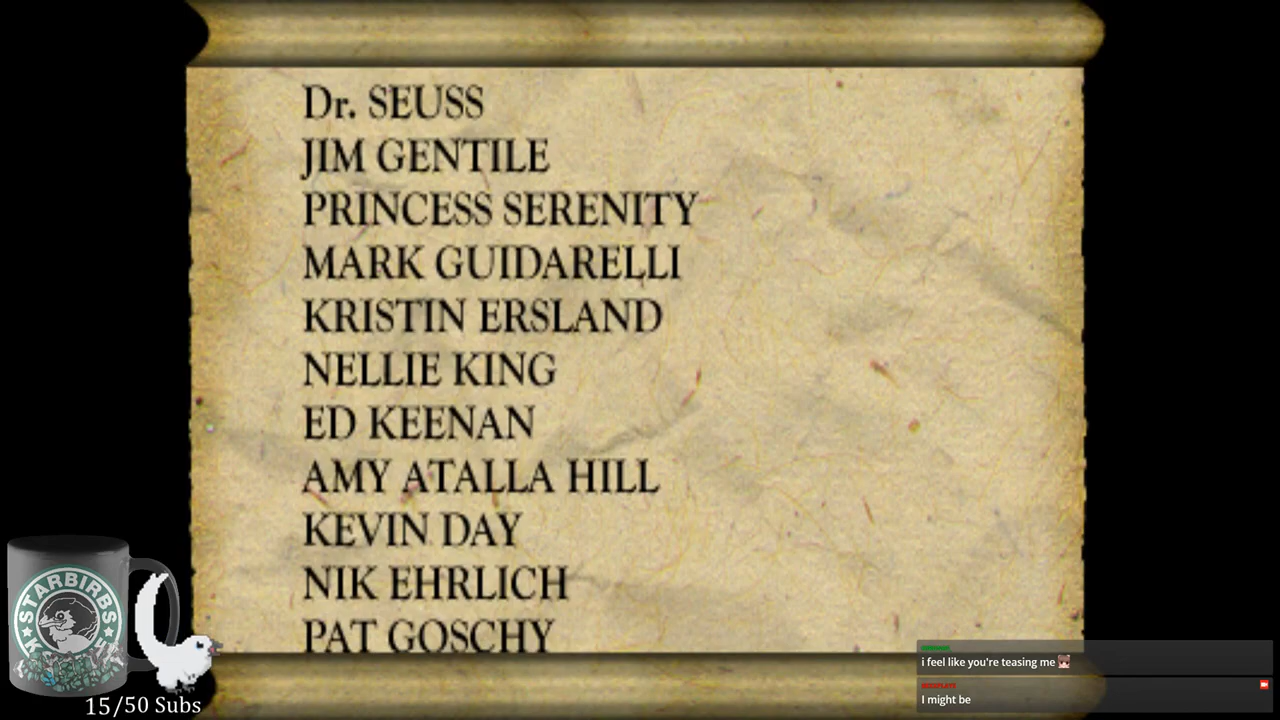 Dr. SEUSS
JIM GENTILE
PRINCESS SERENITY
MARK GUIDARELLI
KRISTIN ERSLAND
NELLIE KING
ED KEENAN
AMY ATALLA HILL
KEVIN DAY
NIK EHRLICH
PAT GOSCHY
STARBIRBS
15/50 Subs
i feel like you're teasing me
I might be